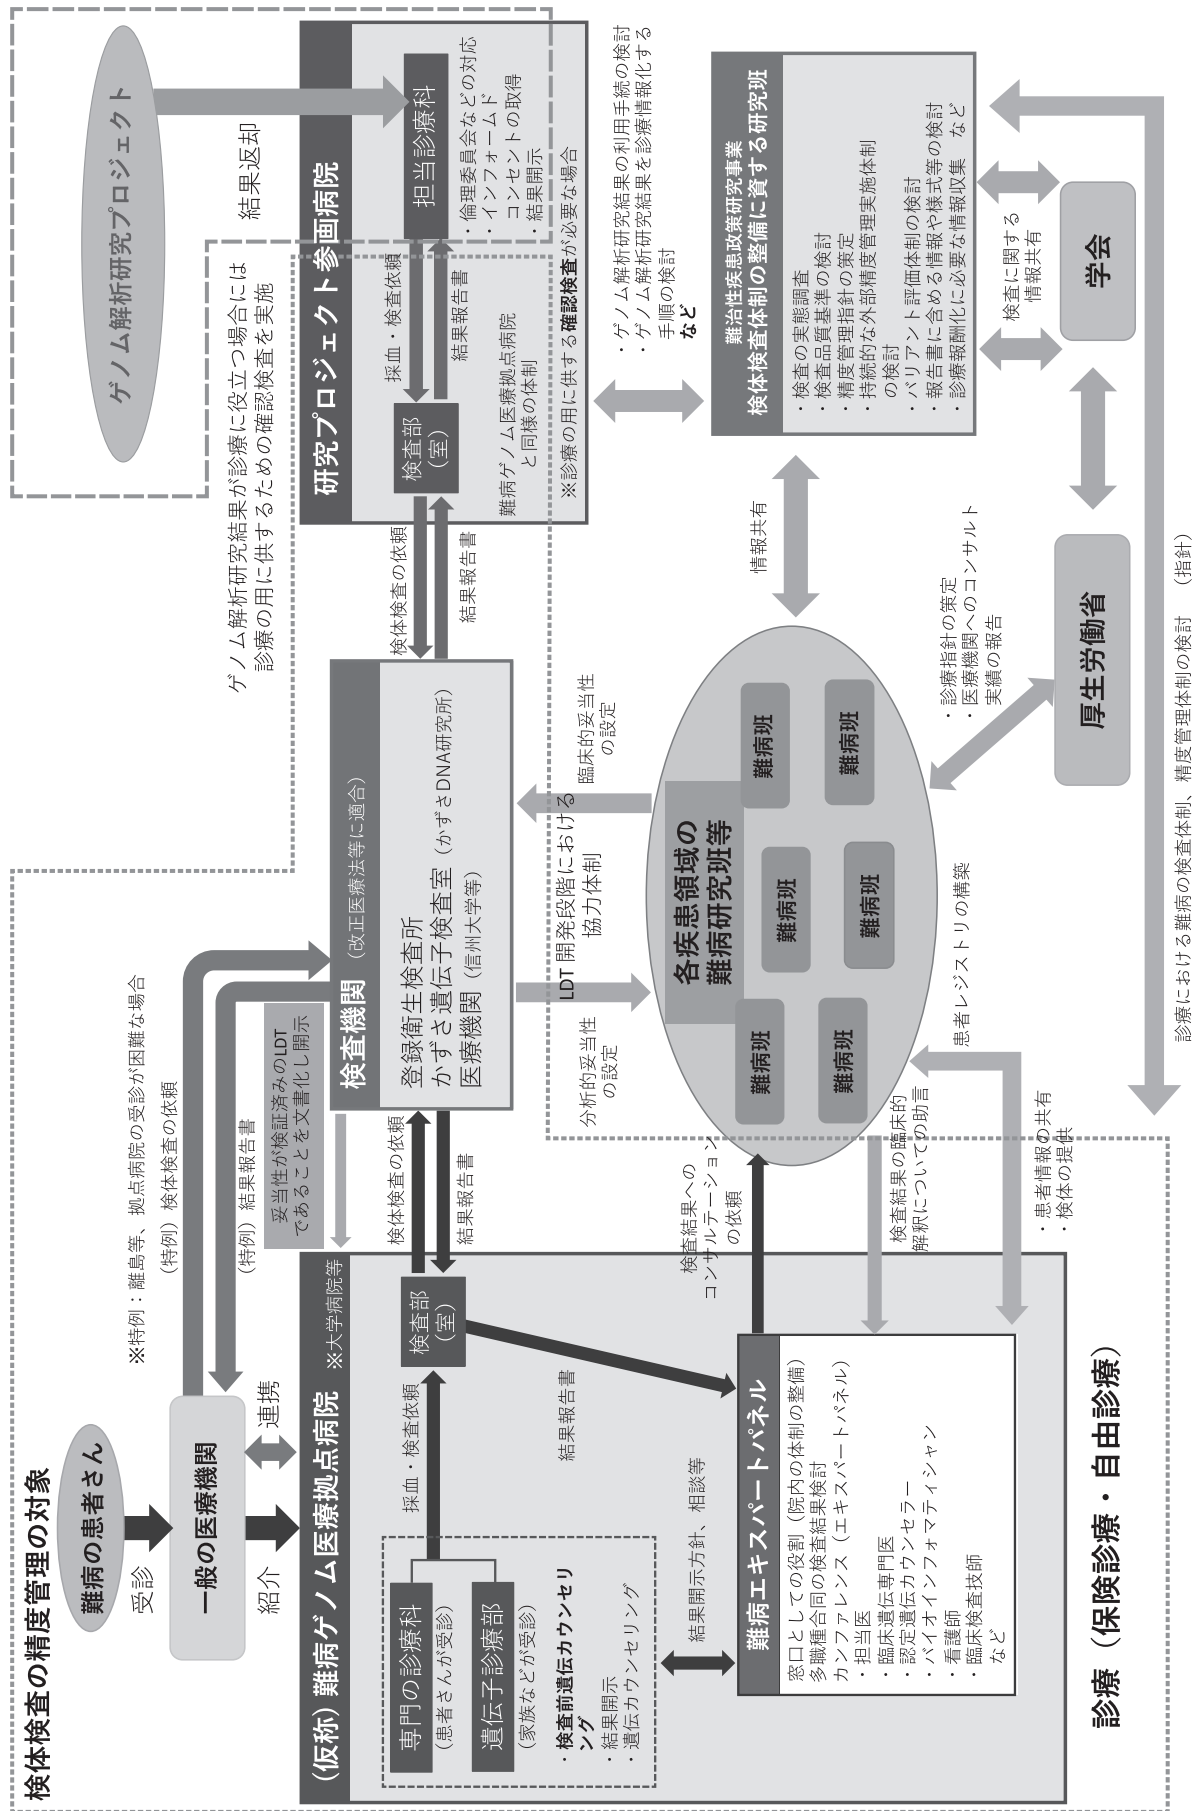 検体検査の精度管理の対象
難病の患者さん
受診
一般の医療機関
紹介
連携
※特例：離島等、拠点病院の受診が困難な場合
（特例）検体検査の依頼
（特例）結果報告書
妥当性が検証済みのLDT
であることを文書化し開示
（仮称）難病ゲノム医療拠点病院
※大学病院等
専門の診療科
（患者さんが受診）
遺伝子診療部
（家族などが受診）
・検査前遺伝カウンセリ
ング
・結果開示
・遺伝カウンセリング
採血・検査依頼
検査部
（室）
結果報告書
結果開示方針、相談等
難病エキスパートパネル
窓口としての役割（院内の体制の整備）
多職種合同の検査結果検討
カンファレンス（エキスパートパネル）
・担当医
・臨床遺伝専門医
・認定遺伝カウンセラー
・バイオインフォマティシャン
・看護師
・臨床検査技師
など
診療（保険診療・自由診療）
検体検査の依頼
結果報告書
検査機関
（改正医療法等に適合）
登録衛生検査所
かずさ遺伝子検査室（かずさDNA研究所）
医療機関（信州大学等）
分析的妥当性
の設定
LDT 開発段階における
協力体制
臨床的妥当性
の設定
検査結果への
コンサルテーション
の依頼
検査結果の臨床的
解釈についての助言
・患者情報の共有
・検体の提供
患者レジストリの構築
各疾患領域の
難病研究班等
難病班
難病班
難病班
難病班
難病班
難病班
ゲノム解析研究結果が診療に役立つ場合には
診療の用に供するための確認検査を実施
検体検査の依頼
結果報告書
ゲノム解析研究プロジェクト
結果返却
研究プロジェクト参画病院
検査部
（室）
採血・検査依頼
結果報告書
担当診療科
・倫理委員会などの対応
・インフォームド
コンセントの取得
・結果開示
難病ゲノム医療拠点病院
と同様の体制
※診療の用に供する確認検査が必要な場合
・ゲノム解析研究結果の利用手続の検討
・ゲノム解析研究結果を診療情報化する
手順の検討
など
情報共有
難治性疾患政策研究事業
検体検査体制の整備に資する研究班
・検査の実態調査
・検査品質基準の検討
・精度管理指針の策定
・持続的な外部精度管理実施体制
の検討
・バリアント評価体制の検討
・報告書に含める情報や様式等の検討
・診療報酬化に必要な情報収集　など
検査に関する
情報共有
学会
・診療指針の策定
・医療機関へのコンサルト
実績の報告
厚生労働省
診療における難病の検査体制、精度管理体制の検討　（指針）